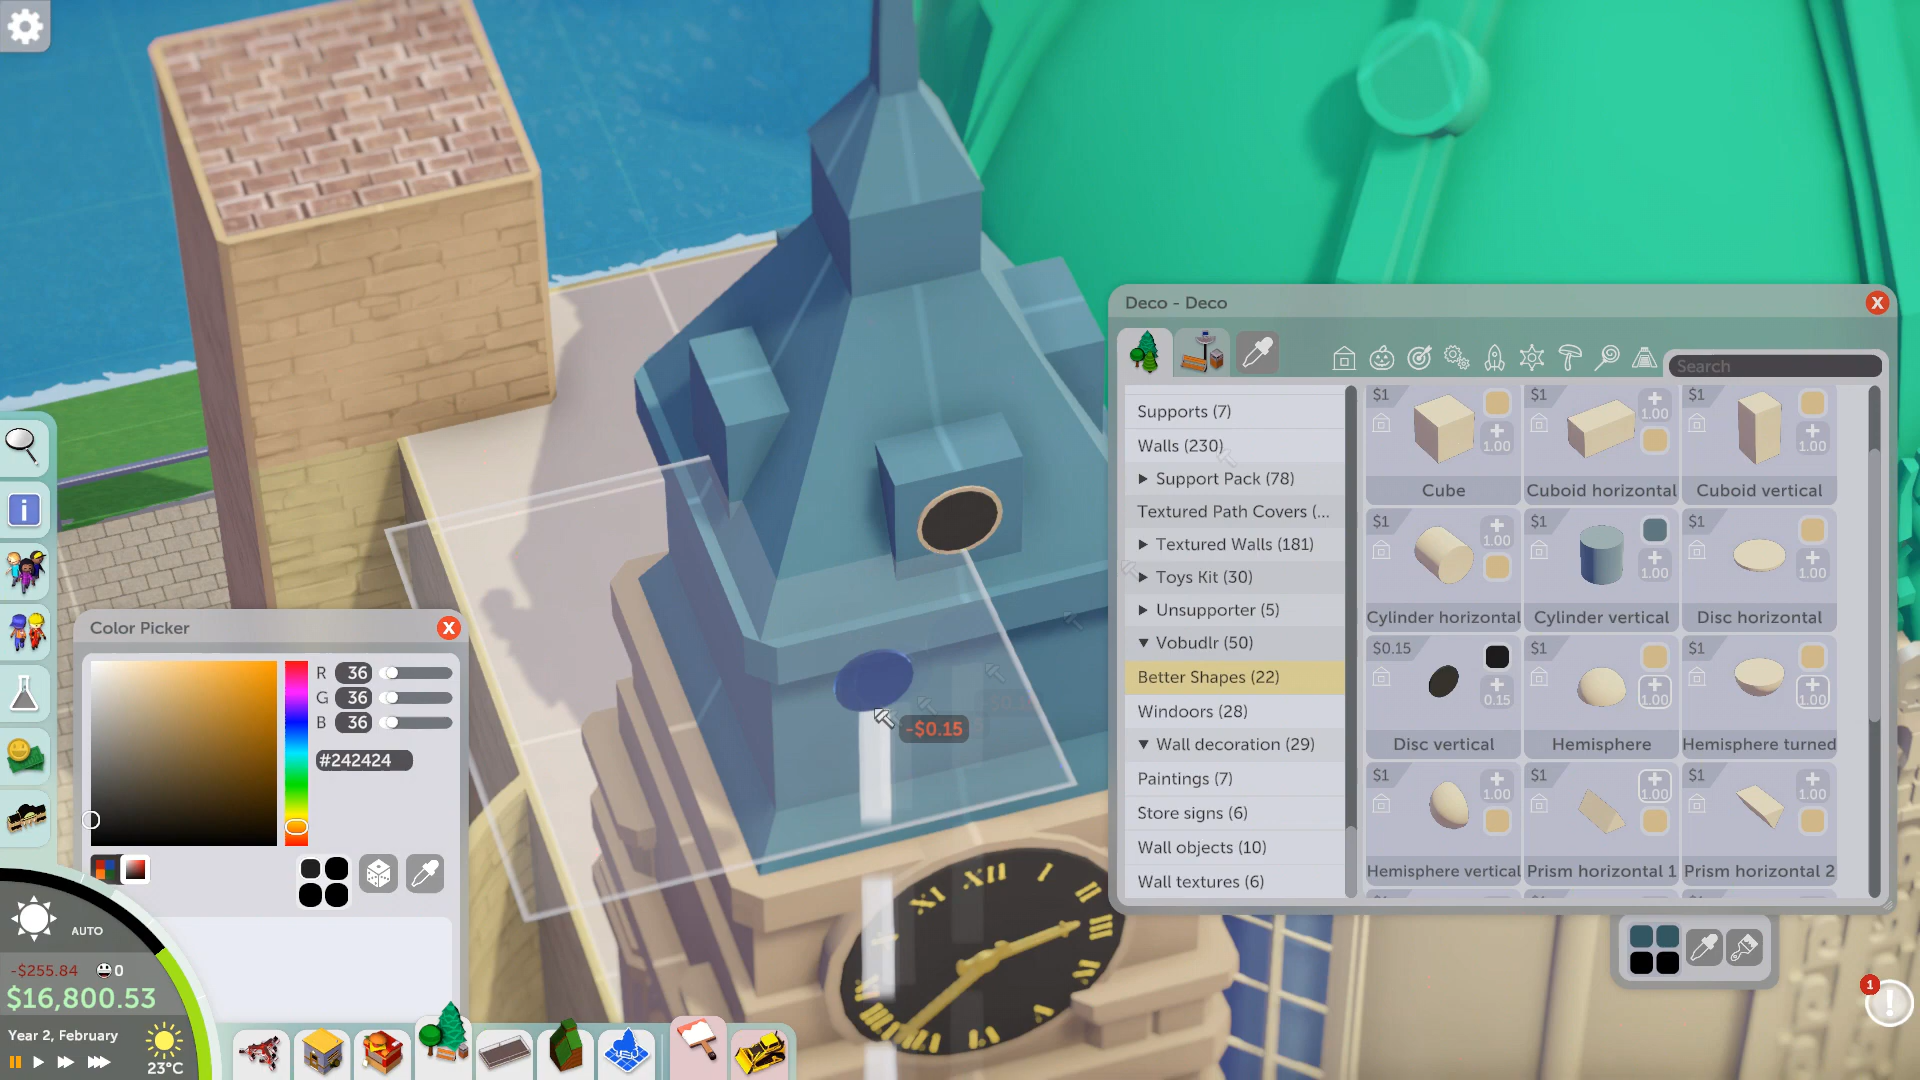 Deco - Deco
X
Search
Supports (7)
Walls (230)
Support Pack (78)
Textured Path Covers (...
Textured Walls (181)
Toys Kit (30)
Unsupporter (5)
Vobudlr (50)
Better Shapes (22)
Windoors (28)
Wall decoration (29)
Paintings (7)
Store signs (6)
Wall objects (10)
Wall textures (6)
$1
1.00
Cube
$1
1.00
Cuboid horizontal
$1
1.00
Cuboid vertical
$1
1.00
Cylinder horizontal
$1
1.00
Cylinder vertical
$1
1.00
Disc horizontal
$0.15
0.15
Disc vertical
$1
1.00
Hemisphere
$1
1.00
Hemisphere turned
$1
1.00
Hemisphere vertical
$1
1.00
Prism horizontal 1
$1
1.00
Prism horizontal 2
-$0.15
Color Picker
X
R 36
G 36
B 36
#242424
XII
I
XI
AUTO
-$255.84
0
$16,800.53
Year 2, February
23°C
1